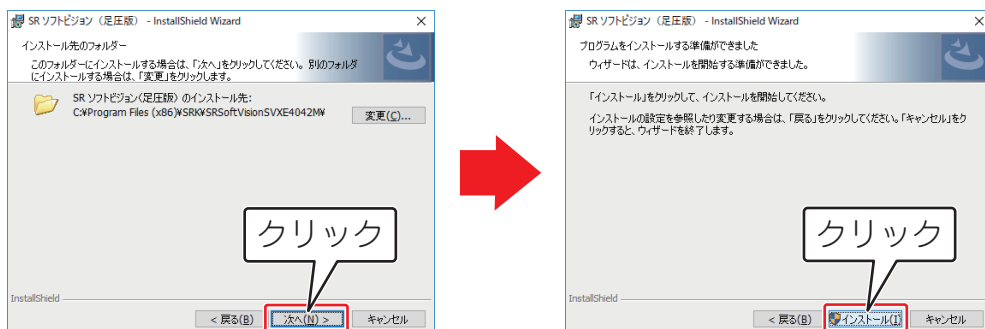 SR ソフトビジョン（足圧版） - InstallShield Wizard
インストール先のフォルダー
このフォルダーにインストールする場合は、「次へ」をクリックしてください。別のフォルダ
にインストールする場合は、「変更」をクリックします。
SR ソフトビジョン（足圧版）のインストール先:
C:¥Program Files (x86)¥SRK¥SRSoftVisionSVXE4042M¥
変更(C)...
クリック
InstallShield
< 戻る(B)
次へ(N) >
キャンセル
SR ソフトビジョン（足圧版） - InstallShield Wizard
プログラムをインストールする準備ができました
ウィザードは、インストールを開始する準備ができました。
「インストール」をクリックして、インストールを開始してください。
インストールの設定を参照したり変更する場合は、「戻る」をクリックしてください。「キャンセル」をク
リックすると、ウィザードを終了します。
クリック
InstallShield
< 戻る(B)
インストール(I)
キャンセル